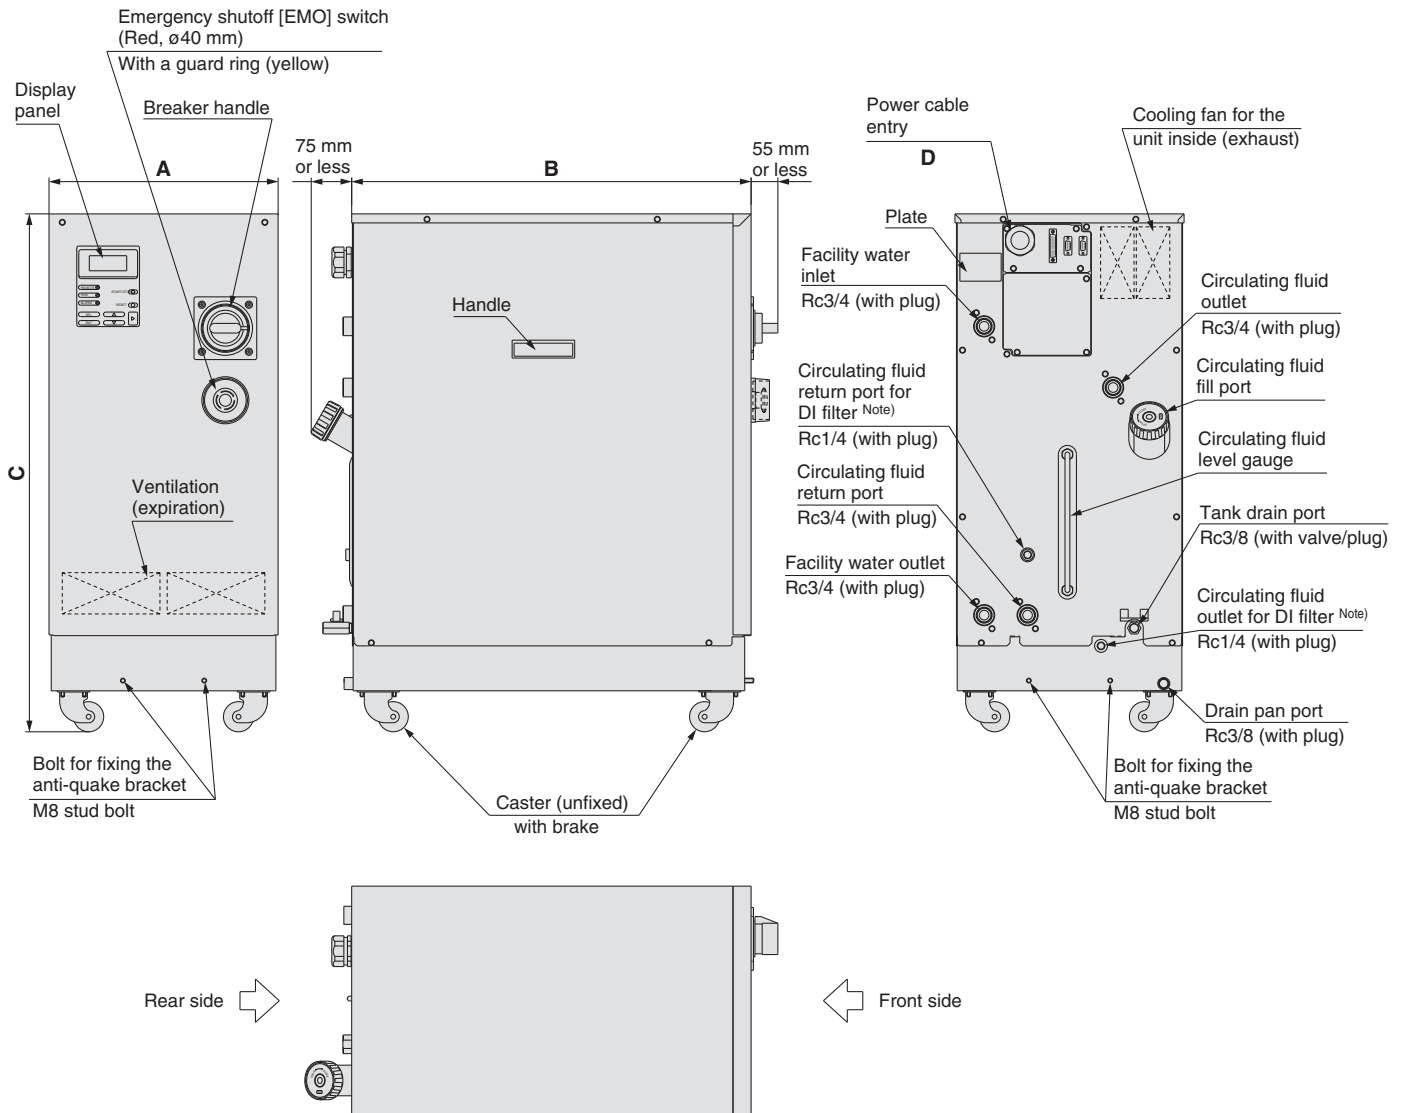 Emergency shutoff [EMO] switch
(Red, ø40 mm)
With a guard ring (yellow)
Display
panel
Breaker handle
75 mm
or less
A
B
55 mm
or less
C
Handle
Ventilation
(expiration)
Bolt for fixing the
anti-quake bracket
M8 stud bolt
Caster (unfixed)
with brake
Power cable
entry
D
Cooling fan for the
unit inside (exhaust)
Plate
Facility water
inlet
Rc3/4 (with plug)
Circulating fluid
return port for
DI filter Note)
Rc1/4 (with plug)
Circulating fluid
return port
Rc3/4 (with plug)
Facility water outlet
Rc3/4 (with plug)
Circulating fluid
outlet
Rc3/4 (with plug)
Circulating fluid
fill port
Circulating fluid
level gauge
Tank drain port
Rc3/8 (with valve/plug)
Circulating fluid
outlet for DI filter Note)
Rc1/4 (with plug)
Drain pan port
Rc3/8 (with plug)
Bolt for fixing the
anti-quake bracket
M8 stud bolt
Rear side
Front side